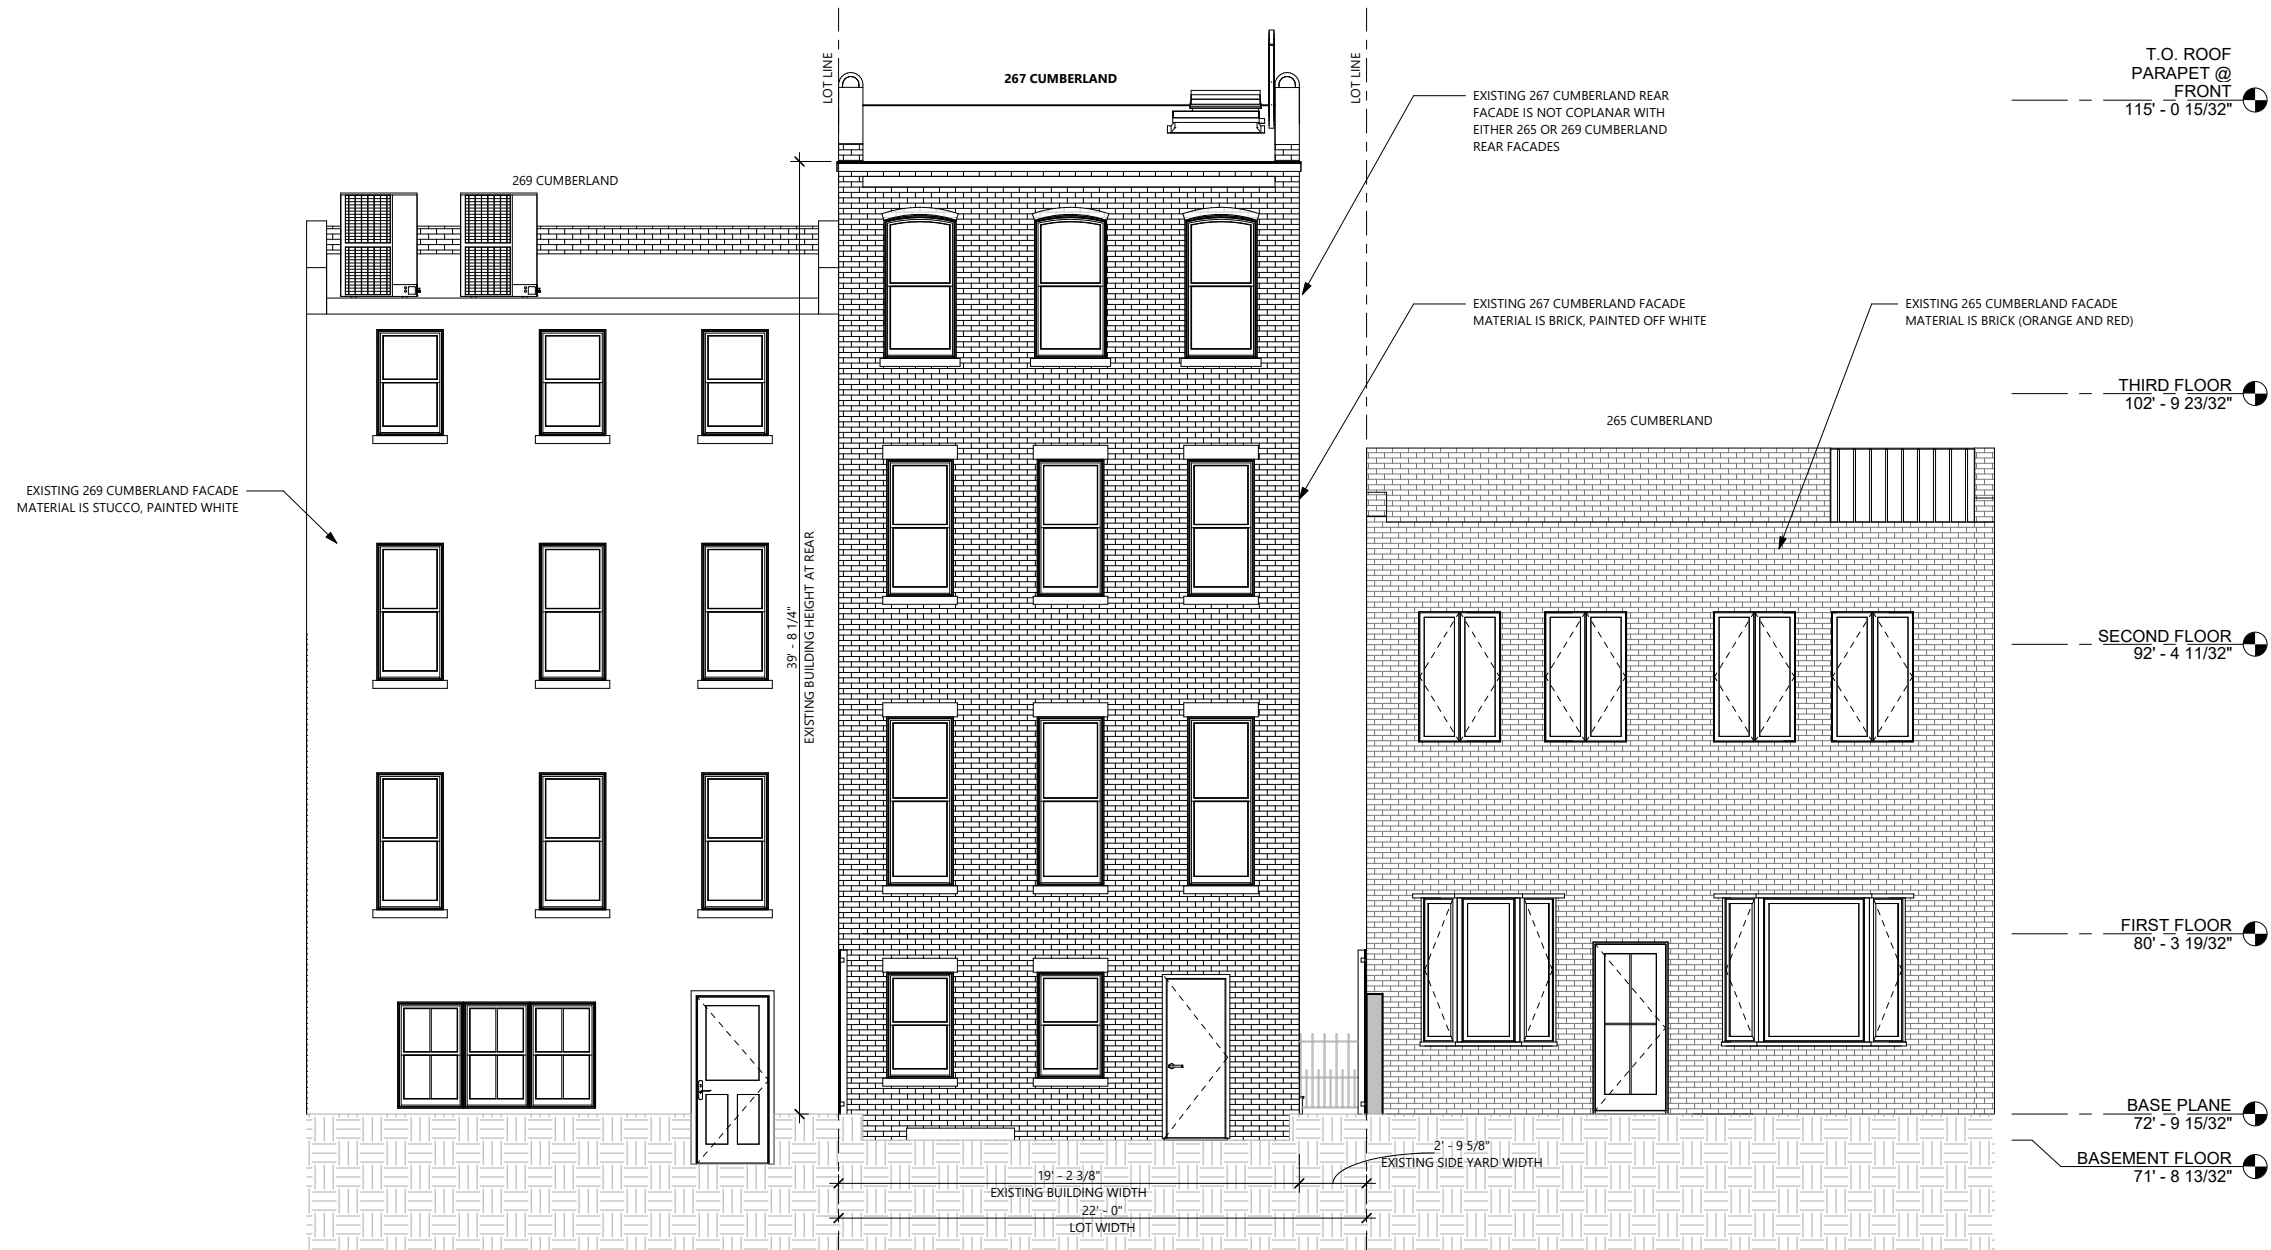 LOT LINE
267 CUMBERLAND
LOT LINE
T.O. ROOF
PARAPET @
FRONT
115' - 0 15/32"
EXISTING 267 CUMBERLAND REAR
FACADE IS NOT COPLANAR WITH
EITHER 265 OR 269 CUMBERLAND
REAR FACADES
269 CUMBERLAND
EXISTING 267 CUMBERLAND FACADE
MATERIAL IS BRICK, PAINTED OFF WHITE
EXISTING 265 CUMBERLAND FACADE
MATERIAL IS BRICK (ORANGE AND RED)
THIRD FLOOR
102' - 9 23/32"
265 CUMBERLAND
EXISTING 269 CUMBERLAND FACADE
MATERIAL IS STUCCO, PAINTED WHITE
39' - 8 1/4"
EXISTING BUILDING HEIGHT AT REAR
SECOND FLOOR
92' - 4 11/32"
FIRST FLOOR
80' - 3 19/32"
BASE PLANE
72' - 9 15/32"
2' - 9 5/8"
EXISTING SIDE YARD WIDTH
BASEMENT FLOOR
71' - 8 13/32"
19' - 2 3/8"
EXISTING BUILDING WIDTH
22' - 0"
LOT WIDTH